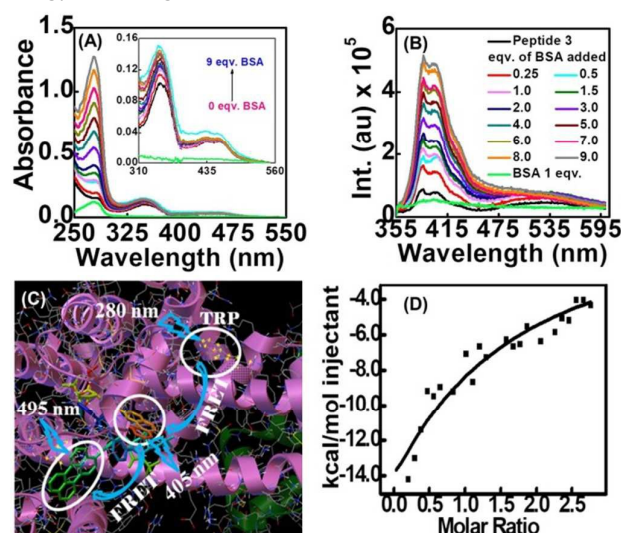 (A)
1.5
1.0
0.5
0.0
Absorbance
250 325 400 475 550
Wavelength (nm)
0.16
0.12
0.08
0.04
0.00
9 eqv. BSA
0 eqv. BSA
310 435 560
(B)
Peptide 3
eqv. of BSA added
0.25 0.5
1.0 1.5
2.0 3.0
4.0 5.0
6.0 7.0
8.0 9.0
BSA 1 eqv.
6
4
2
0
Int. (au) x 10⁵
355 415 475 535 595
Wavelength (nm)
(C)
280 nm
TRP
FRET
495 nm
405 nm
FRET
(D)
-4.0
-6.0
-8.0
-10.0
-12.0
-14.0
kcal/mol injectant
0.0 0.5 1.0 1.5 2.0 2.5
Molar Ratio